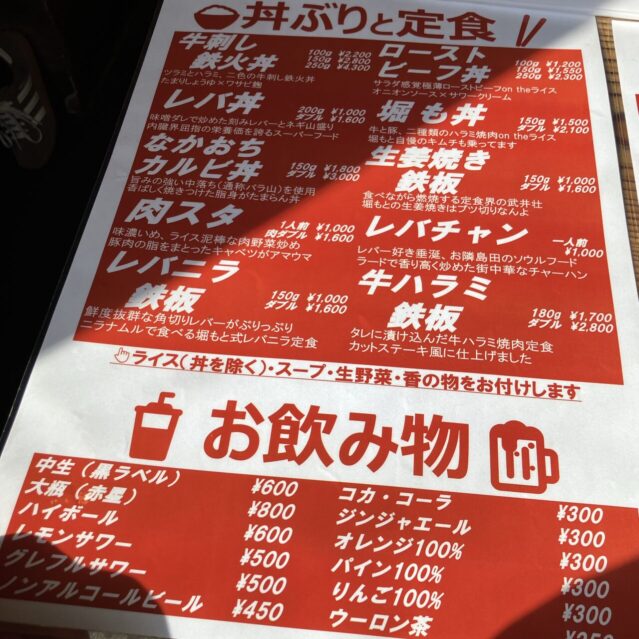 丼ぶりと定食
牛刺し
鉄火丼
100g ¥2,200
150g ¥2,800
250g ¥4,300
ツラミとハラミ、二色の牛刺し鉄火丼
たまりしょうゆ×ワサビ麹
ロースト
ビーフ丼
100g ¥1,200
150g ¥1,550
250g ¥2,300
サラダ感覚極薄ローストビーフon theライス
オニオンソース×サワークリーム
レバ丼
200g ¥1,000
ダブル ¥1,600
味噌ダレで炒めた刻みレバーとネギ山盛り
内臓界屈指の栄養価を誇るスーパーフード
堀も丼
150g ¥1,500
ダブル ¥2,100
牛と豚、二種類のハラミ焼肉on theライス
堀もと自慢のキムチも乗ってます
なかおち
カルビ丼
150g ¥1,800
ダブル ¥3,000
旨みの強い中落ち(通称バラ山)を使用
香ばしく焼きつけた脂身がたまらん丼
生姜焼き
鉄板
150g ¥1,000
ダブル ¥1,600
食べながら燃焼する定食界の武井壮
堀もとの生姜焼きはブツ切りなんよ
肉スタ
1人前 ¥1,000
肉ダブル ¥1,600
味濃いめ、ライス泥棒な肉野菜炒め
豚肉の脂をまとったキャベツがアマウマ
レバチャン
一人前
¥1,000
レバー好き垂涎、お隣島田のソウルフード
ラードで香り高く炒めた街中華なチャーハン
レバニラ
鉄板
150g ¥1,000
ダブル ¥1,600
鮮度抜群な角切りレバーがぷりっぷり
ニラナムルで食べる堀もと式レバニラ定食
牛ハラミ
鉄板
180g ¥1,700
ダブル ¥2,800
タレに漬け込んだ牛ハラミ焼肉定食
カットステーキ風に仕上げました
ライス(丼を除く)・スープ・生野菜・香の物をお付けします
お飲み物
中生(黒ラベル) ¥600
大瓶(赤星) ¥800
ハイボール ¥600
レモンサワー ¥500
グレフルサワー ¥500
ノンアルコールビール ¥450
コカ・コーラ ¥300
ジンジャエール ¥300
オレンジ100% ¥300
パイン100% ¥300
りんご100% ¥300
ウーロン茶